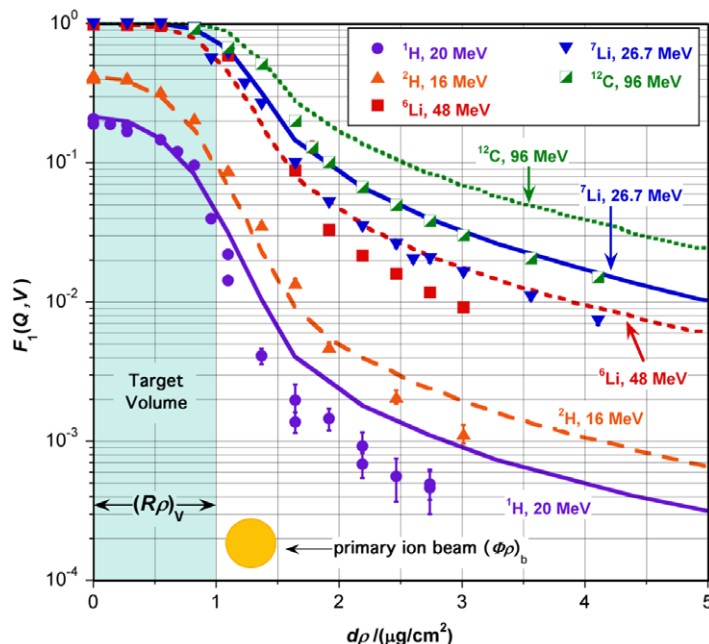 10⁰
10⁻¹
10⁻²
10⁻³
10⁻⁴
F₁(Q,V)
¹H, 20 MeV
²H, 16 MeV
⁶Li, 48 MeV
⁷Li, 26.7 MeV
¹²C, 96 MeV
¹²C, 96 MeV
⁷Li, 26.7 MeV
⁶Li, 48 MeV
²H, 16 MeV
¹H, 20 MeV
Target
Volume
(Rρ)ᵥ
primary ion beam (Φρ)b
0 1 2 3 4 5
dρ /(μg/cm²)